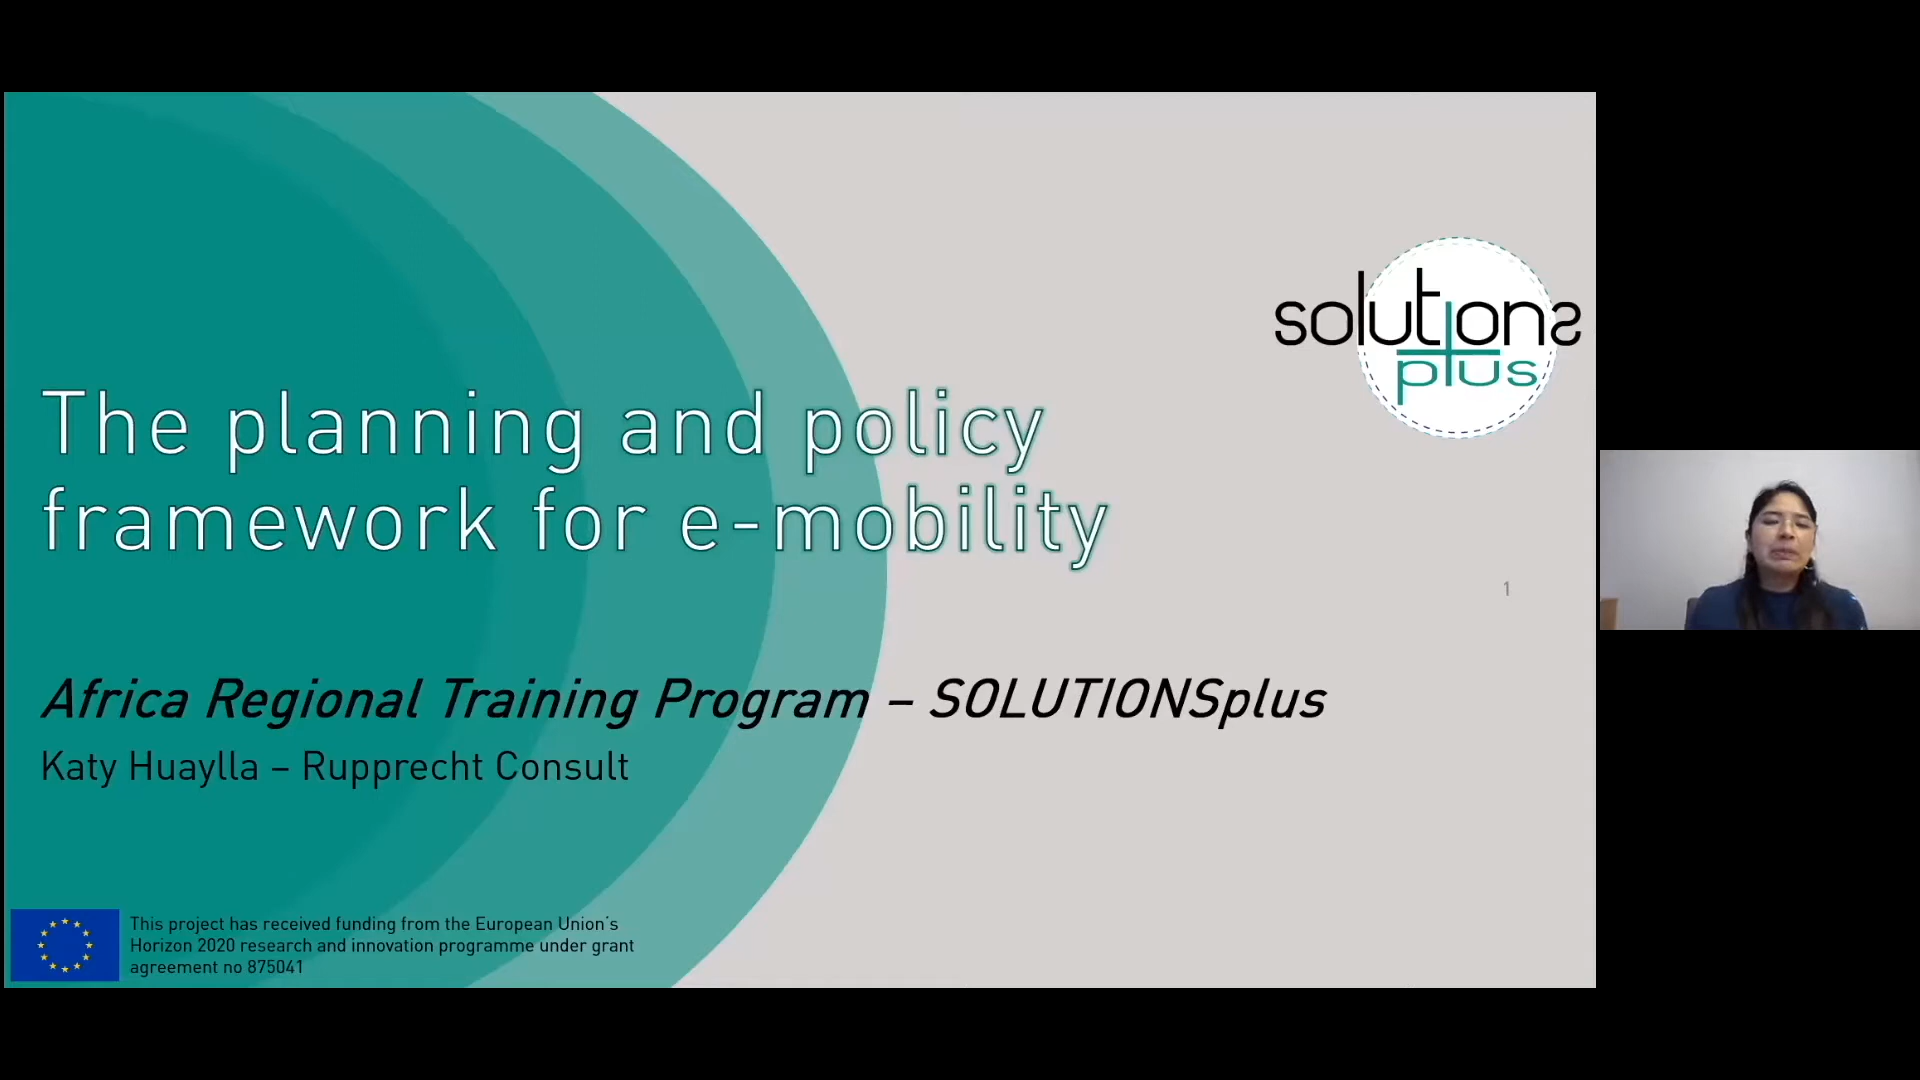 solutions
plus
The planning and policy
framework for e-mobility
1
Africa Regional Training Program – SOLUTIONSplus
Katy Huaylla – Rupprecht Consult
This project has received funding from the European Union's
Horizon 2020 research and innovation programme under grant
agreement no 875041